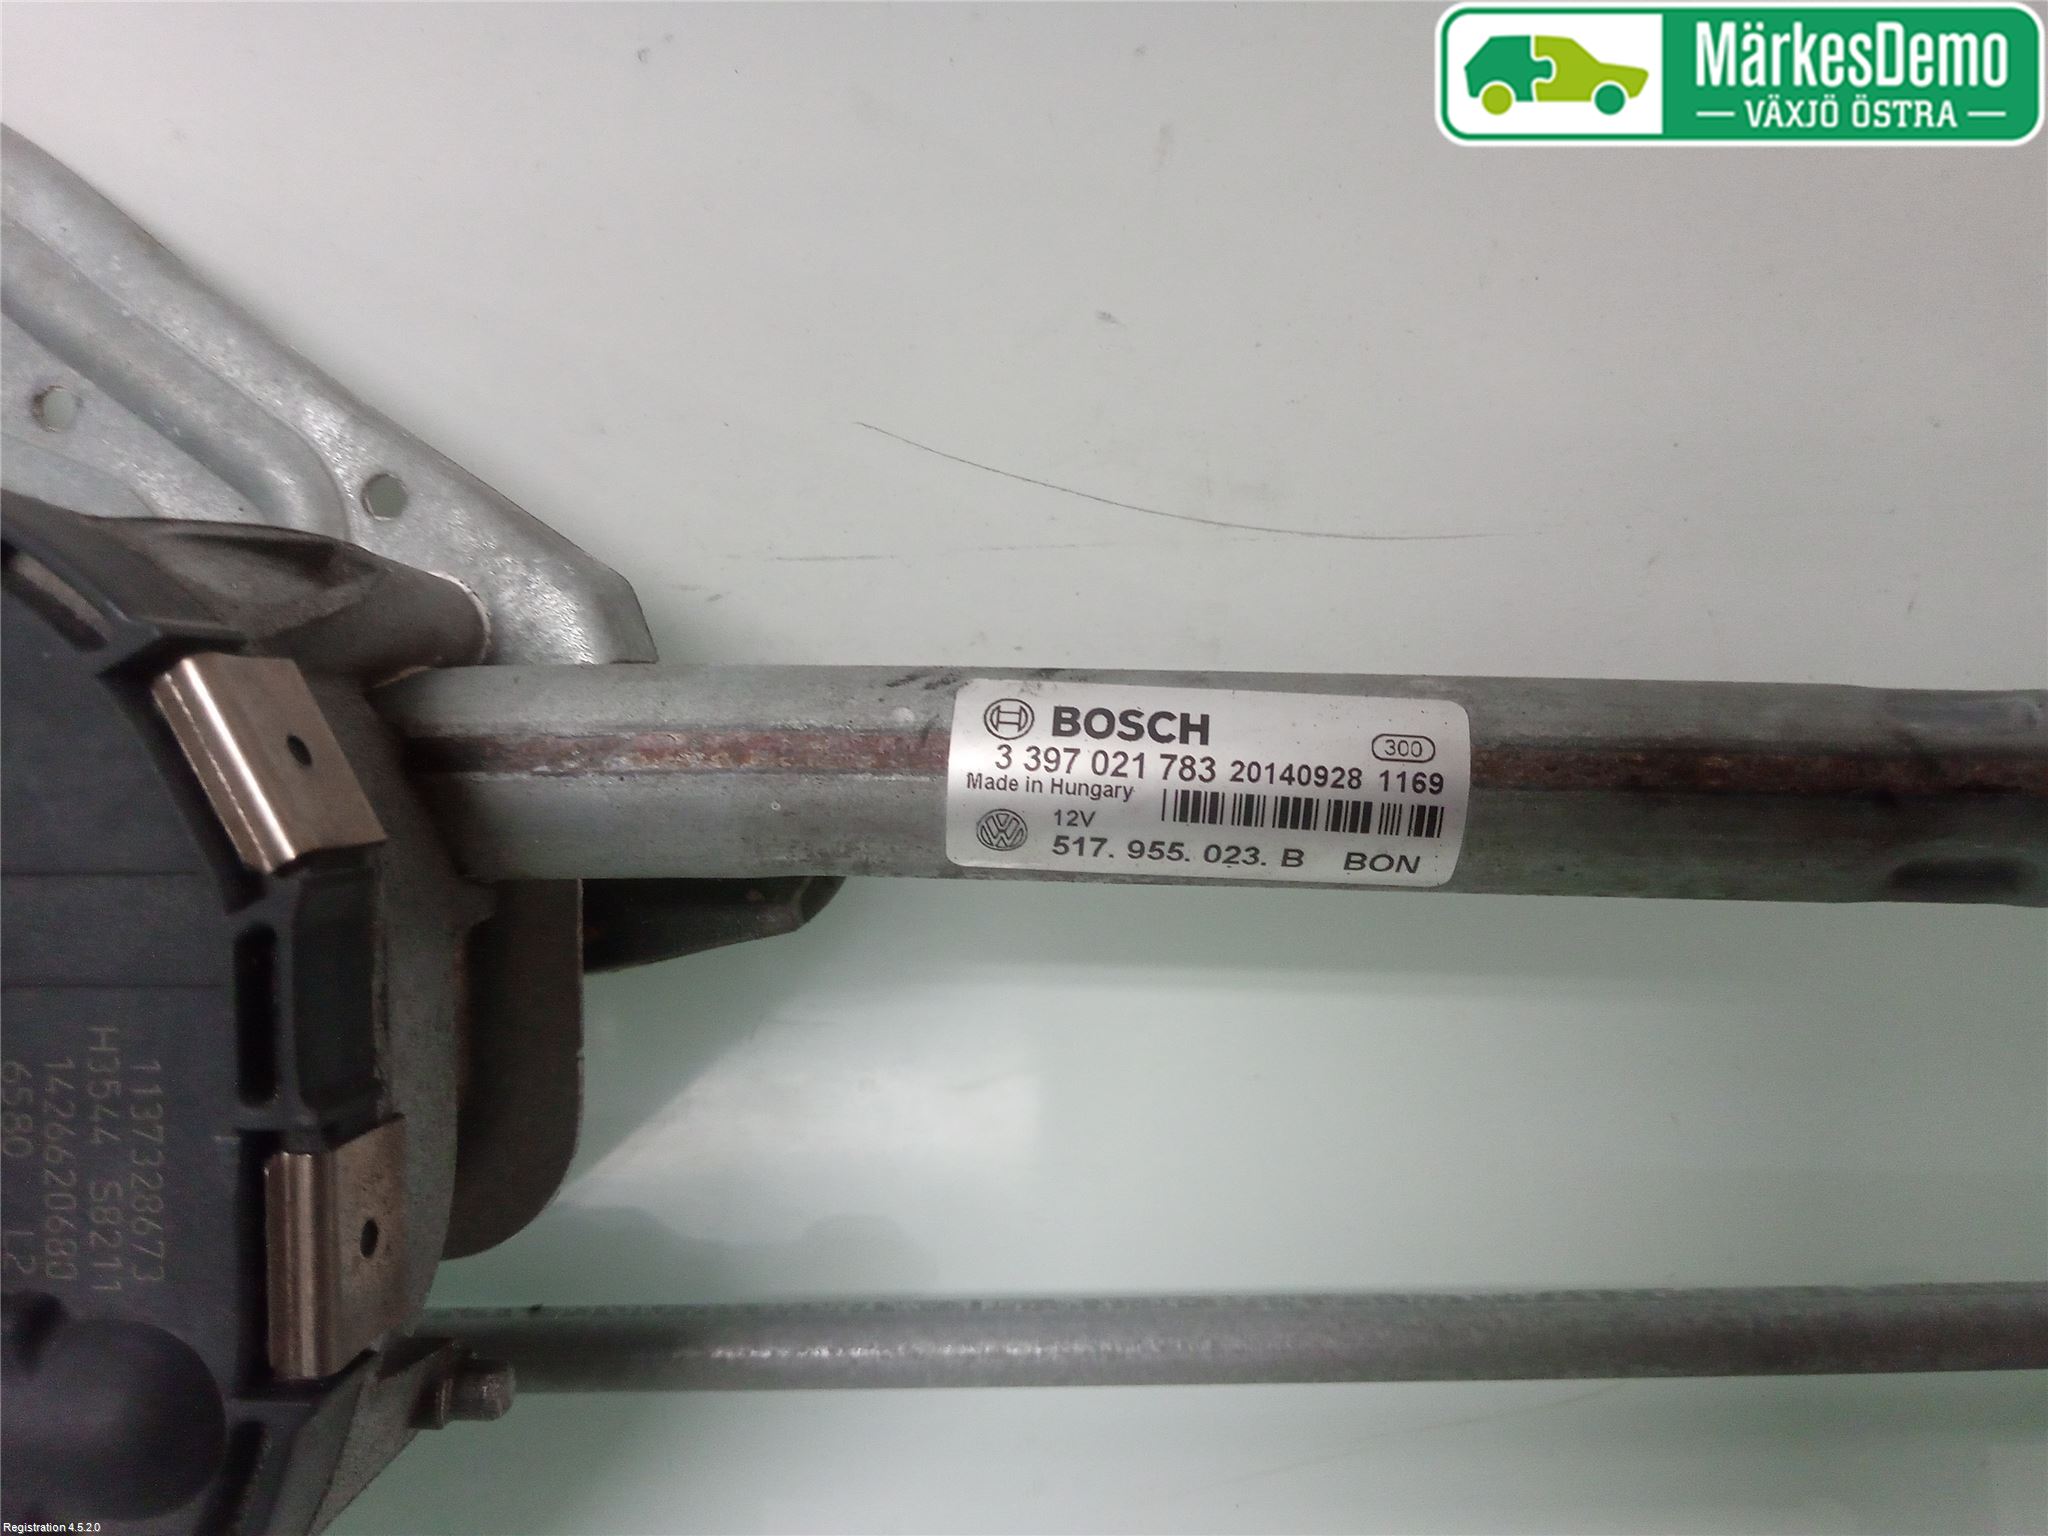 MärkesDemo
VÄXJÖ ÖSTRA
BOSCH
300
3 397 021 783 20140928 1169
Made in Hungary
12V
517. 955. 023. B BON
1137328673
H3544 S8211
1426620680
6580 L2
Registration 4.5.2.0